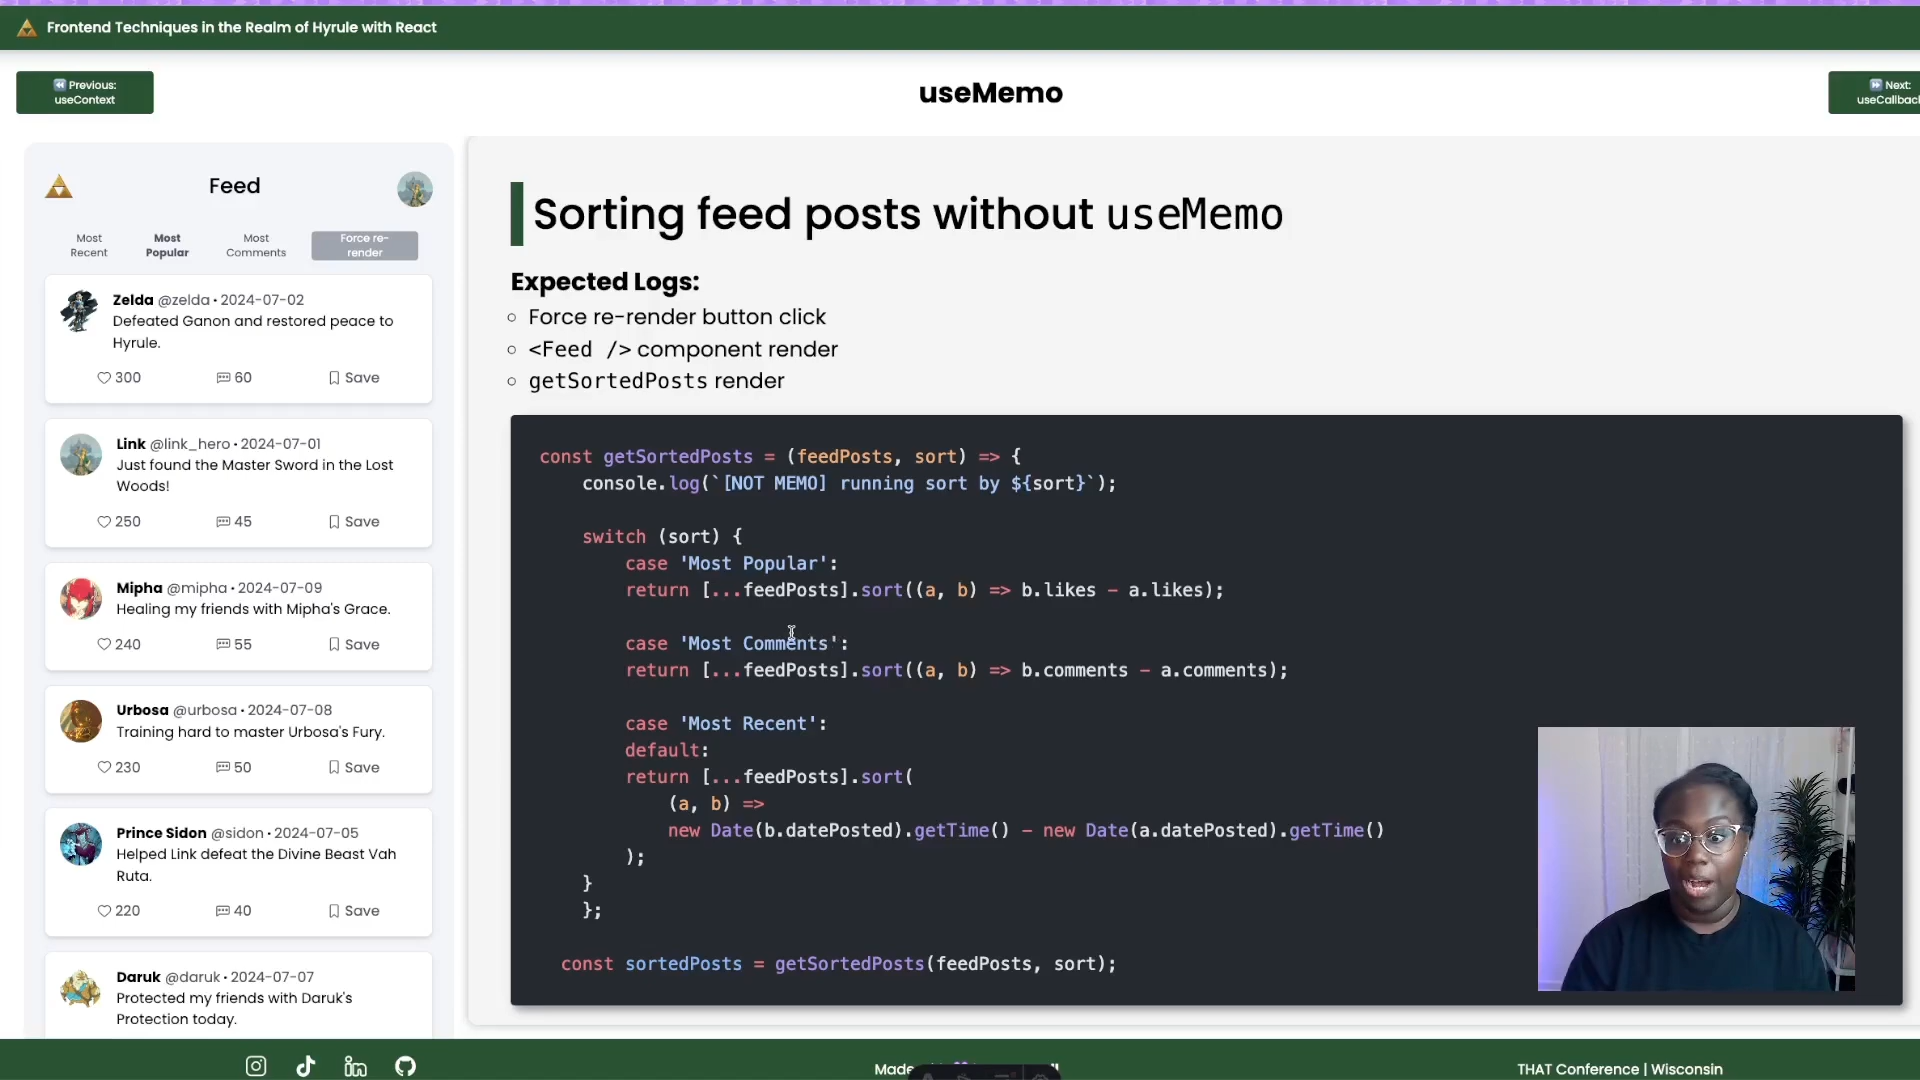 Frontend Techniques in the Realm of Hyrule with React
Previous:
useContext
useMemo
Next:
useCallback
Feed
Most
Recent
Most
Popular
Most
Comments
Force re-
render
Zelda @zelda • 2024-07-02
Defeated Ganon and restored peace to
Hyrule.
300 60 Save
Link @link_hero • 2024-07-01
Just found the Master Sword in the Lost
Woods!
250 45 Save
Mipha @mipha • 2024-07-09
Healing my friends with Mipha's Grace.
240 55 Save
Urbosa @urbosa • 2024-07-08
Training hard to master Urbosa's Fury.
230 50 Save
Prince Sidon @sidon • 2024-07-05
Helped Link defeat the Divine Beast Vah
Ruta.
220 40 Save
Daruk @daruk • 2024-07-07
Protected my friends with Daruk's
Protection today.
Sorting feed posts without useMemo
Expected Logs:
Force re-render button click
<Feed /> component render
getSortedPosts render
const getSortedPosts = (feedPosts, sort) => {
console.log(`[NOT MEMO] running sort by ${sort}`);
switch (sort) {
case 'Most Popular':
return [...feedPosts].sort((a, b) => b.likes - a.likes);
case 'Most Comments':
return [...feedPosts].sort((a, b) => b.comments - a.comments);
case 'Most Recent':
default:
return [...feedPosts].sort(
(a, b) =>
new Date(b.datePosted).getTime() - new Date(a.datePosted).getTime()
);
}
};
const sortedPosts = getSortedPosts(feedPosts, sort);
Made
THAT Conference | Wisconsin